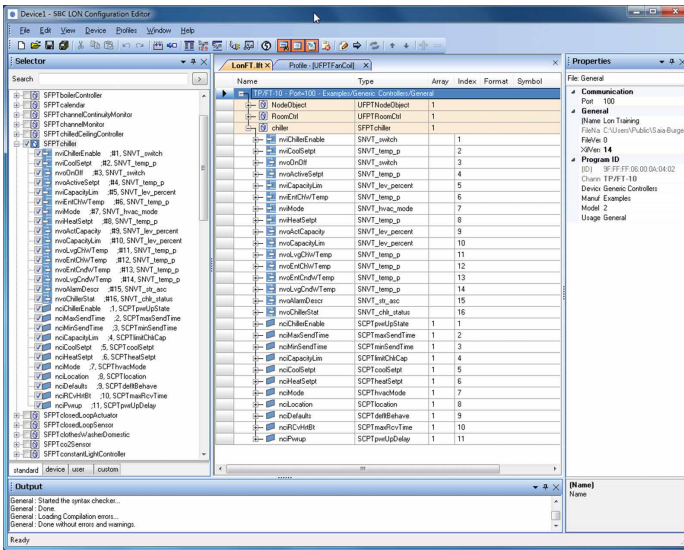 Device1 - SBC LON Configuration Editor
File Edit View Device Profiles Window Help
Selector
Search
SFPTboilerController
SFPTcalendar
SFPTchannelContinuityMonitor
SFPTchannelMonitor
SFPTchilledCeilingController
SFPTchiller
nviChillerEnable ;#1, SNVT_switch
nviCoolSetpt ;#2, SNVT_temp_p
nvoOnOff ;#3, SNVT_switch
nvoActiveSetpt ;#4, SNVT_temp_p
nviCapacityLim ;#5, SNVT_lev_percent
nviEntChWTemp ;#6, SNVT_temp_p
nviMode ;#7, SNVT_hvac_mode
nviHeatSetpt ;#8, SNVT_temp_p
nvoActCapacity ;#9, SNVT_lev_percent
nvoCapacityLim ;#10, SNVT_lev_percent
nvoLvgChWTemp ;#11, SNVT_temp_p
nvoEntChWTemp ;#12, SNVT_temp_p
nvoEntCndWTemp ;#13, SNVT_temp_p
nvoLvgCndWTemp ;#14, SNVT_temp_p
nvoAlarmDescr ;#15, SNVT_str_asc
nvoChillerStat ;#16, SNVT_chlr_status
nciChillerEnable ;1, SCPTpwrUpState
nciMaxSendTime ;2, SCPTmaxSendTime
nciMinSendTime ;3, SCPTminSendTime
nciCapacityLim ;4, SCPTlimitChlrCap
nciCoolSetpt ;5, SCPTcoolSetpt
nciHeatSetpt ;6, SCPTheatSetpt
nciMode ;7, SCPThvacMode
nciLocation ;8, SCPTlocation
nciDefaults ;9, SCPTdefltBehave
nciRCvHrtBt ;10, SCPTmaxRcvTime
nciPwrup ;11, SCPTpwrUpDelay
SFPTclosedLoopActuator
SFPTclosedLoopSensor
SFPTclothesWasherDomestic
SFPTco2Sensor
SFPTconstantLightController
standard device user custom
LonFT.lft Profile - [UFPTFanCoil]
Name Type Array Index Format Symbol
TP/FT-10 - Port=100 - Examples/Generic Controllers/General
NodeObject UFPTNodeObject 1
RoomCtrl UFPTRoomCtrl 1
chiller SFPTchiller 1
nviChillerEnable SNVT_switch 1
nviCoolSetpt SNVT_temp_p 2
nvoOnOff SNVT_switch 3
nvoActiveSetpt SNVT_temp_p 4
nviCapacityLim SNVT_lev_percent 5
nviEntChWTemp SNVT_temp_p 6
nviMode SNVT_hvac_mode 7
nviHeatSetpt SNVT_temp_p 8
nvoActCapacity SNVT_lev_percent 9
nvoCapacityLim SNVT_lev_percent 10
nvoLvgChWTemp SNVT_temp_p 11
nvoEntChWTemp SNVT_temp_p 12
nvoEntCndWTemp SNVT_temp_p 13
nvoLvgCndWTemp SNVT_temp_p 14
nvoAlarmDescr SNVT_str_asc 15
nvoChillerStat SNVT_chlr_status 16
nciChillerEnable SCPTpwrUpState 1 1
nciMaxSendTime SCPTmaxSendTime 1 2
nciMinSendTime SCPTminSendTime 1 3
nciCapacityLim SCPTlimitChlrCap 1 4
nciCoolSetpt SCPTcoolSetpt 1 5
nciHeatSetpt SCPTheatSetpt 1 6
nciMode SCPThvacMode 1 7
nciLocation SCPTlocation 1 8
nciDefaults SCPTdefltBehave 1 9
nciRCvHrtBt SCPTmaxRcvTime 1 10
nciPwrup SCPTpwrUpDelay 1 11
Properties
File: General
Communication
Port 100
General
(Name Lon Training
FileNa C:\Users\Public\Saia-Burge
FileVer 0
XifVer: 14
Program ID
(ID) 9F:FF:FF:06:00:0A:04:02
Chann TP/FT-10
Device Generic Controllers
Manuf Examples
Model 2
Usage General
(Name)
Name
Output
General : Started the syntax checker...
General : Done.
General : Loading Compilation errors...
General : Done without errors and warnings.
Ready